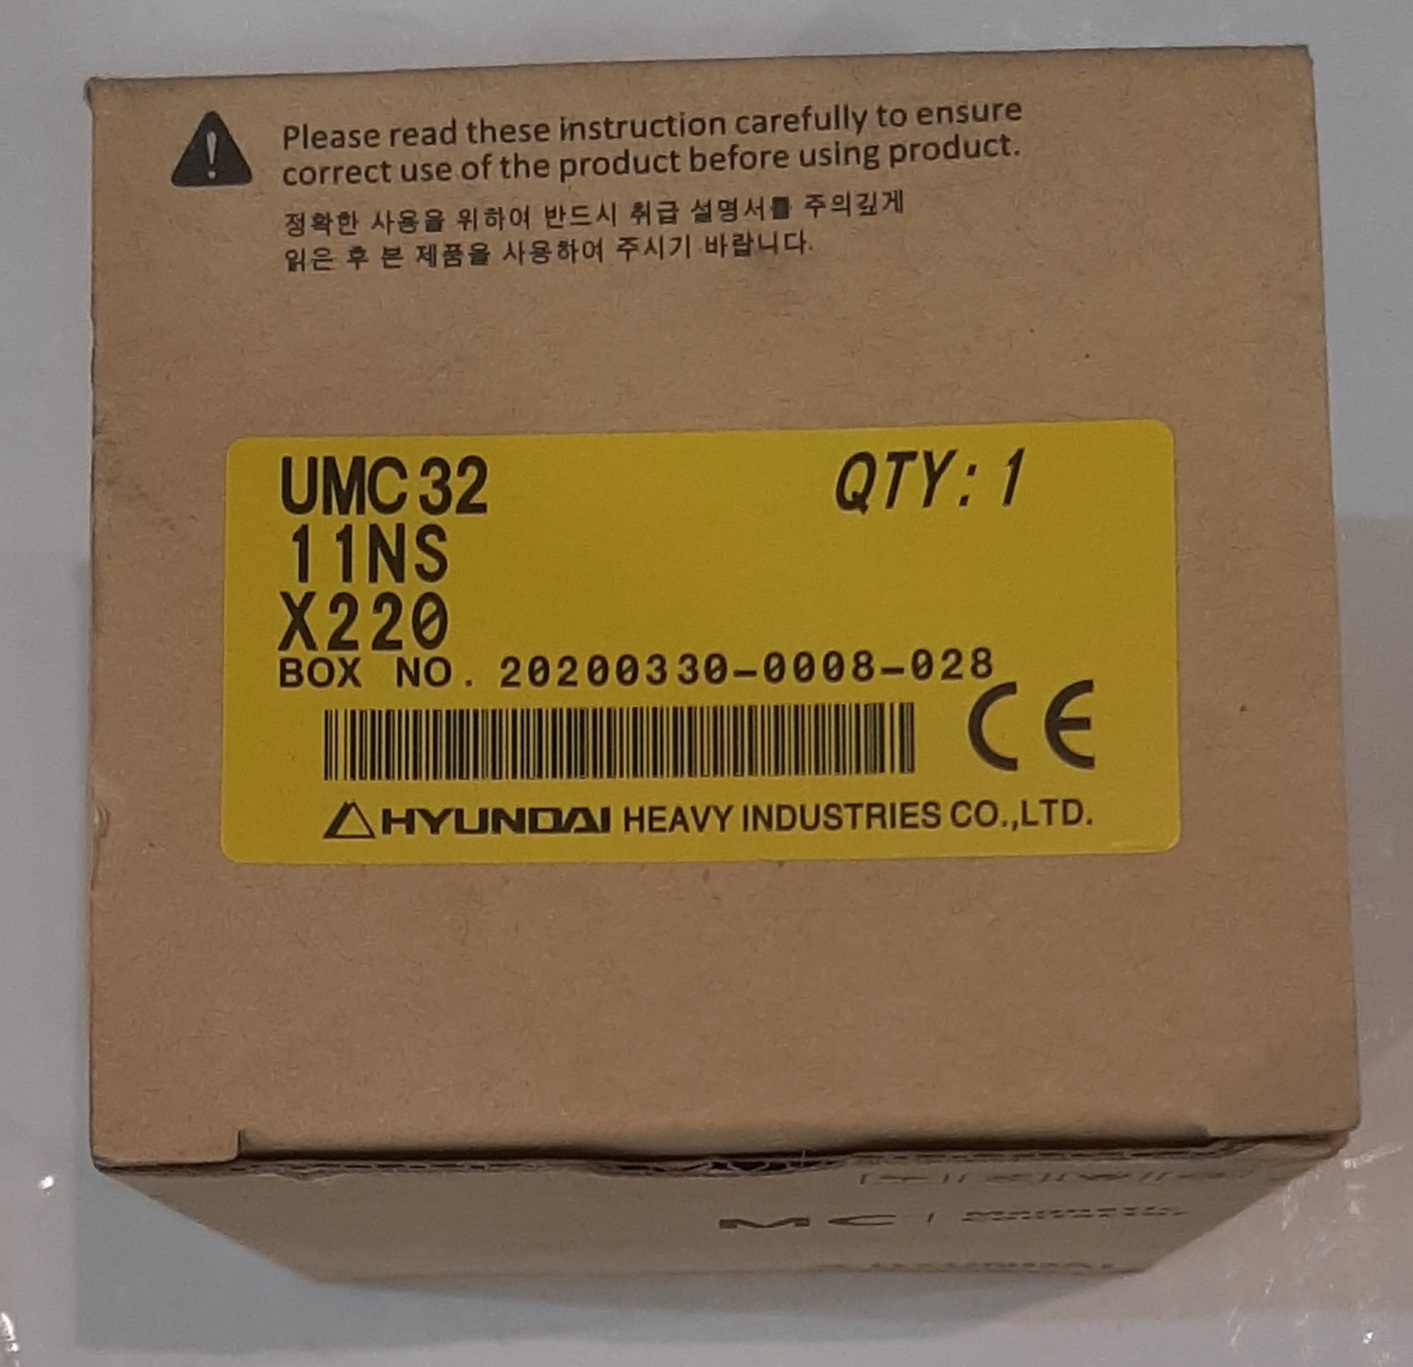 Please read these instruction carefully to ensure
correct use of the product before using product.
정확한 사용을 위하여 반드시 취급 설명서를 주의깊게
읽은 후 본 제품을 사용하여 주시기 바랍니다.
UMC32 QTY:1
11NS
X220
BOX NO. 20200330-0008-028
CE
HYUNDAI HEAVY INDUSTRIES CO.,LTD.
MC